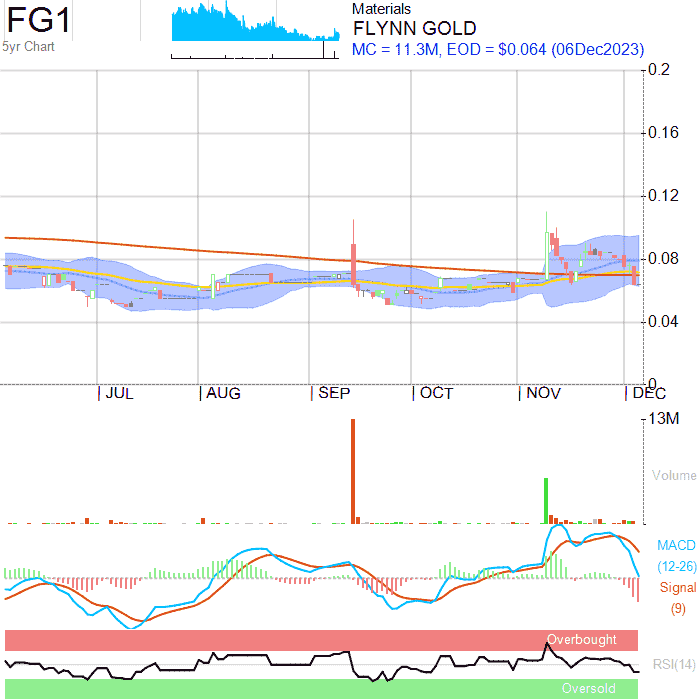 FG1
5yr Chart
Materials
FLYNN GOLD
MC = 11.3M, EOD = $0.064 (06Dec2023)
0.2
0.16
0.12
0.08
0.04
0
JUL
AUG
SEP
OCT
NOV
DEC
13M
Volume
MACD
(12-26)
Signal
(9)
Overbought
RSI(14)
Oversold